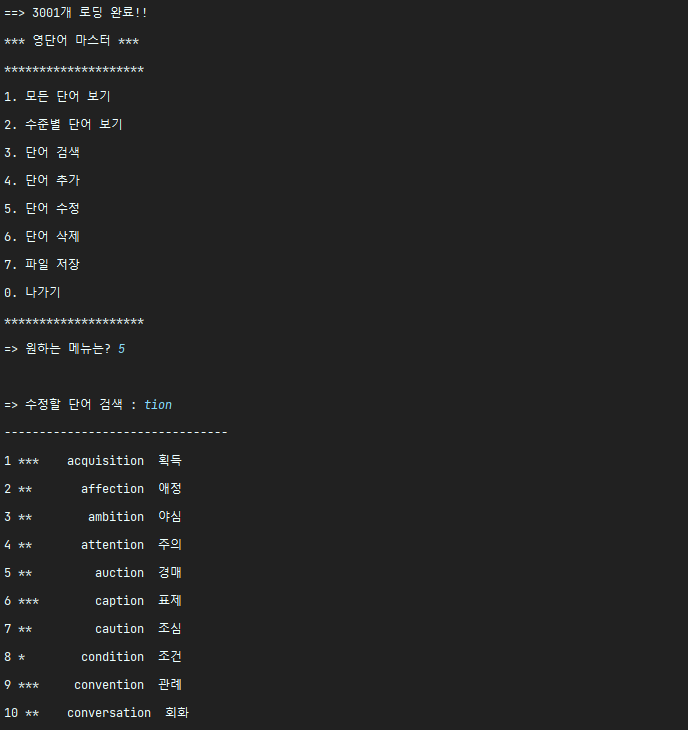 ==> 3001개 로딩 완료!!
*** 영단어 마스터 ***
********************
1. 모든 단어 보기
2. 수준별 단어 보기
3. 단어 검색
4. 단어 추가
5. 단어 수정
6. 단어 삭제
7. 파일 저장
0. 나가기
********************
=> 원하는 메뉴는? 5
=> 수정할 단어 검색 : tion
--------------------------------
1 *** acquisition 획득
2 ** affection 애정
3 ** ambition 야심
4 ** attention 주의
5 ** auction 경매
6 *** caption 표제
7 ** caution 조심
8 * condition 조건
9 *** convention 관례
10 ** conversation 회화